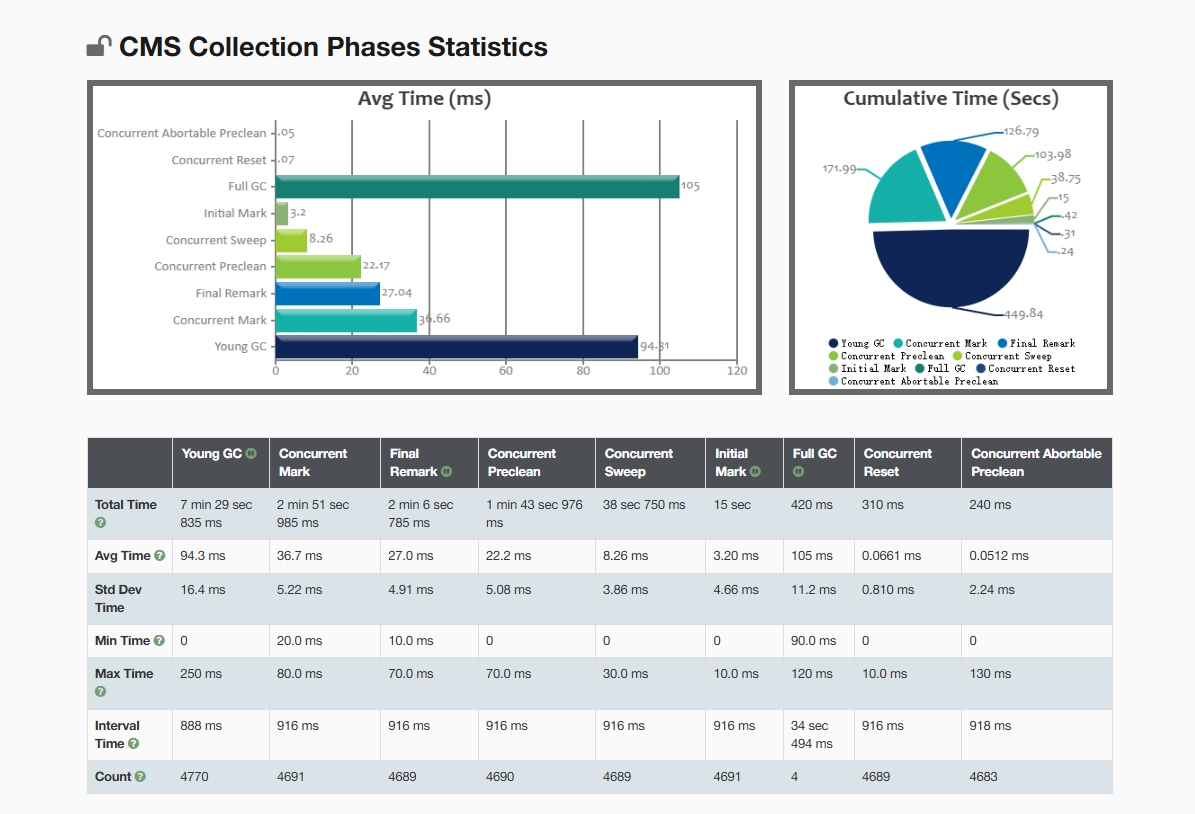 CMS Collection Phases Statistics
Avg Time (ms)
Concurrent Abortable Preclean .05
Concurrent Reset .07
Full GC 105
Initial Mark 3.2
Concurrent Sweep 8.26
Concurrent Preclean 22.17
Final Remark 27.04
Concurrent Mark 36.66
Young GC 94.31
0 20 40 60 80 100 120
Cumulative Time (Secs)
126.79
103.98
171.99
38.75
15
.42
.31
.24
449.84
Young GC Concurrent Mark Final Remark
Concurrent Preclean Concurrent Sweep
Initial Mark Full GC Concurrent Reset
Concurrent Abortable Preclean
Young GC Concurrent Final Concurrent Concurrent Initial Full GC Concurrent Concurrent Abortable
Mark Remark Preclean Sweep Mark Reset Preclean
Total Time 7 min 29 sec 2 min 51 sec 2 min 6 sec 1 min 43 sec 976 38 sec 750 ms 15 sec 420 ms 310 ms 240 ms
835 ms 985 ms 785 ms ms
Avg Time 94.3 ms 36.7 ms 27.0 ms 22.2 ms 8.26 ms 3.20 ms 105 ms 0.0661 ms 0.0512 ms
Std Dev 16.4 ms 5.22 ms 4.91 ms 5.08 ms 3.86 ms 4.66 ms 11.2 ms 0.810 ms 2.24 ms
Time
Min Time 0 20.0 ms 10.0 ms 0 0 0 90.0 ms 0 0
Max Time 250 ms 80.0 ms 70.0 ms 70.0 ms 30.0 ms 10.0 ms 120 ms 10.0 ms 130 ms
Interval 888 ms 916 ms 916 ms 916 ms 916 ms 916 ms 34 sec 916 ms 918 ms
Time 494 ms
Count 4770 4691 4689 4690 4689 4691 4 4689 4683